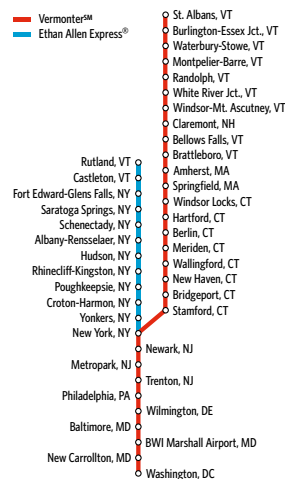 Vermonter℠
Ethan Allen Express®
St. Albans, VT
Burlington-Essex Jct., VT
Waterbury-Stowe, VT
Montpelier-Barre, VT
Randolph, VT
White River Jct., VT
Windsor-Mt. Ascutney, VT
Claremont, NH
Bellows Falls, VT
Brattleboro, VT
Amherst, MA
Springfield, MA
Windsor Locks, CT
Hartford, CT
Berlin, CT
Meriden, CT
Wallingford, CT
New Haven, CT
Bridgeport, CT
Stamford, CT
Rutland, VT
Castleton, VT
Fort Edward-Glens Falls, NY
Saratoga Springs, NY
Schenectady, NY
Albany-Rensselaer, NY
Hudson, NY
Rhinecliff-Kingston, NY
Poughkeepsie, NY
Croton-Harmon, NY
Yonkers, NY
New York, NY
Newark, NJ
Metropark, NJ
Trenton, NJ
Philadelphia, PA
Wilmington, DE
Baltimore, MD
BWI Marshall Airport, MD
New Carrollton, MD
Washington, DC